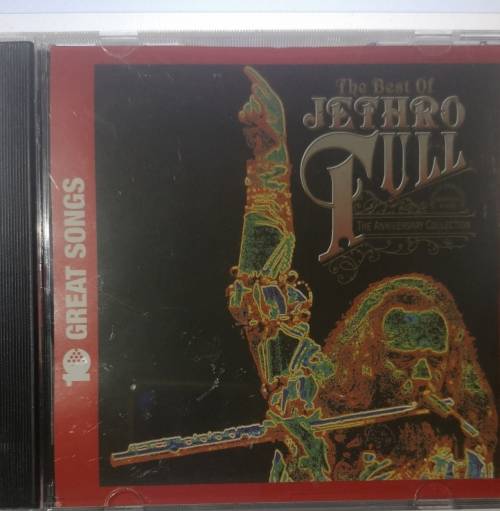 The Best Of
JETHRO
TULL
THE ANNIVERSARY COLLECTION
10 GREAT SONGS